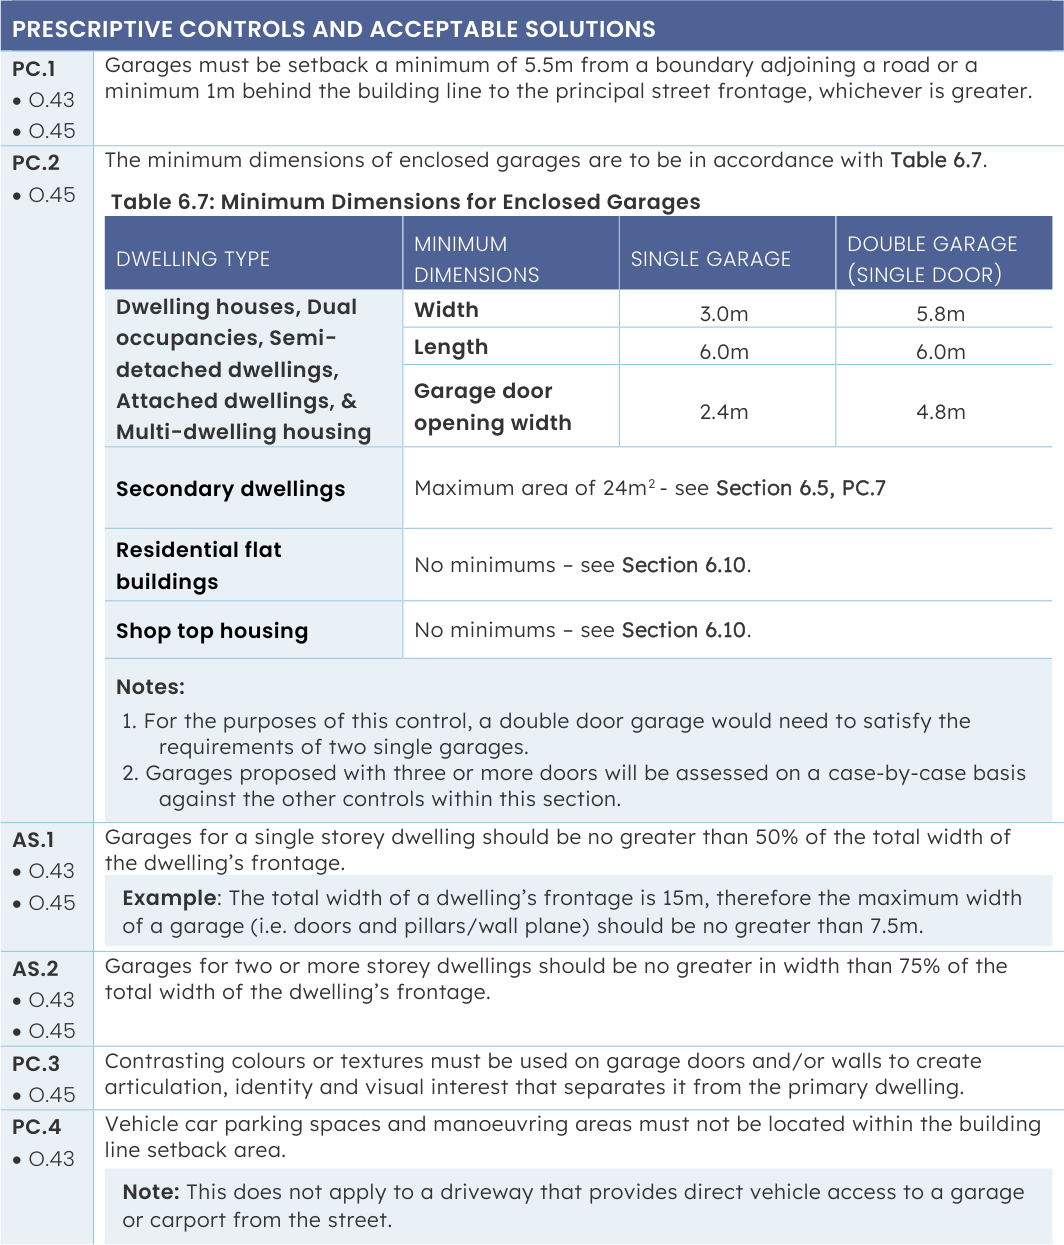 PRESCRIPTIVE CONTROLS AND ACCEPTABLE SOLUTIONS
PC.1
• O.43
• O.45
Garages must be setback a minimum of 5.5m from a boundary adjoining a road or a
minimum 1m behind the building line to the principal street frontage, whichever is greater.
PC.2
• O.45
The minimum dimensions of enclosed garages are to be in accordance with Table 6.7.
Table 6.7: Minimum Dimensions for Enclosed Garages
DWELLING TYPE
MINIMUM
DIMENSIONS
SINGLE GARAGE
DOUBLE GARAGE
(SINGLE DOOR)
Dwelling houses, Dual
occupancies, Semi-
detached dwellings,
Attached dwellings, &
Multi-dwelling housing
Width
3.0m
5.8m
Length
6.0m
6.0m
Garage door
opening width
2.4m
4.8m
Secondary dwellings
Maximum area of 24m² - see Section 6.5, PC.7
Residential flat
buildings
No minimums – see Section 6.10.
Shop top housing
No minimums – see Section 6.10.
Notes:
1. For the purposes of this control, a double door garage would need to satisfy the
requirements of two single garages.
2. Garages proposed with three or more doors will be assessed on a case-by-case basis
against the other controls within this section.
AS.1
• O.43
• O.45
Garages for a single storey dwelling should be no greater than 50% of the total width of
the dwelling’s frontage.
Example: The total width of a dwelling’s frontage is 15m, therefore the maximum width
of a garage (i.e. doors and pillars/wall plane) should be no greater than 7.5m.
AS.2
• O.43
• O.45
Garages for two or more storey dwellings should be no greater in width than 75% of the
total width of the dwelling’s frontage.
PC.3
• O.45
Contrasting colours or textures must be used on garage doors and/or walls to create
articulation, identity and visual interest that separates it from the primary dwelling.
PC.4
• O.43
Vehicle car parking spaces and manoeuvring areas must not be located within the building
line setback area.
Note: This does not apply to a driveway that provides direct vehicle access to a garage
or carport from the street.